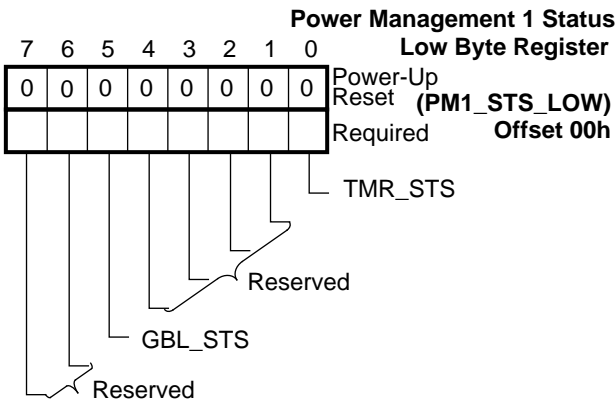 Power Management 1 Status
Low Byte Register
7 6 5 4 3 2 1 0
0 0 0 0 0 0 0 0 Power-Up
Reset (PM1_STS_LOW)
Required Offset 00h
TMR_STS
Reserved
GBL_STS
Reserved